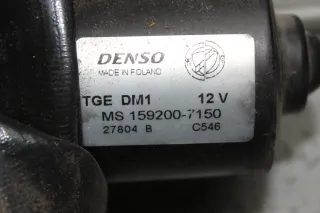 DENSO
MADE IN POLAND
TGE DM1 12 V
MS 159200-7150
27804 B C546